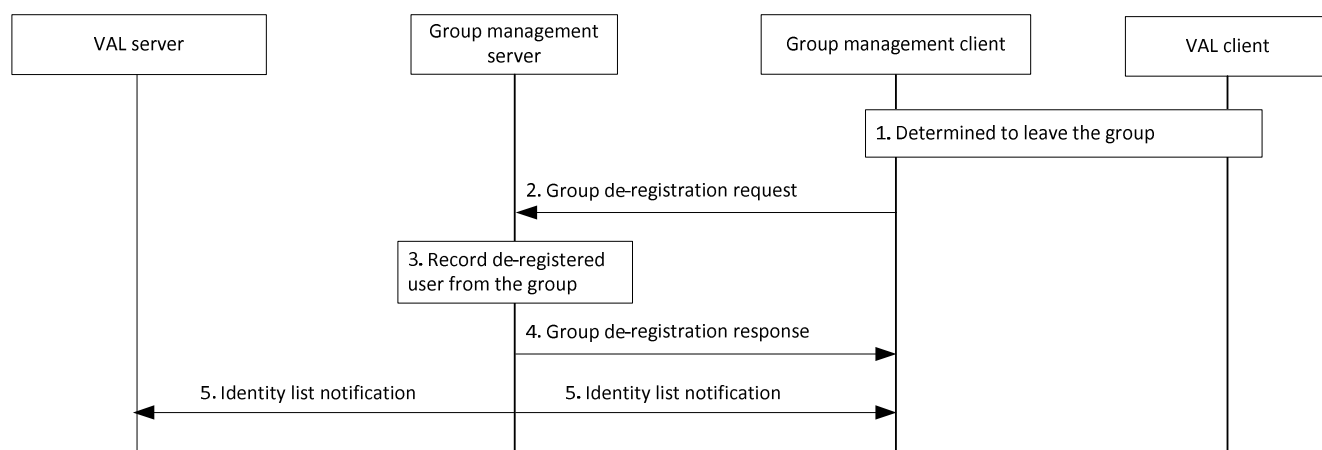 VAL server
Group management
server
Group management client
VAL client
1. Determined to leave the group
2. Group de-registration request
3. Record de-registered
user from the group
4. Group de-registration response
5. Identity list notification
5. Identity list notification